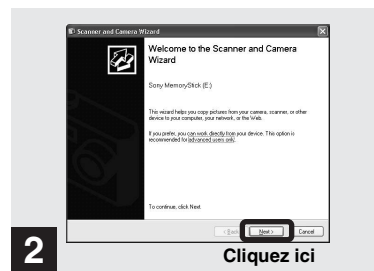 Scanner and Camera Wizard
Welcome to the Scanner and Camera
Wizard
Sony MemoryStick (E:)
This wizard helps you copy pictures from your camera, scanner, or other
device to your computer, your network, or the Web.
If you prefer, you can work directly from your device. This option is
recommended for advanced users only.
To continue, click Next.
< Back Next > Cancel
2
Cliquez ici